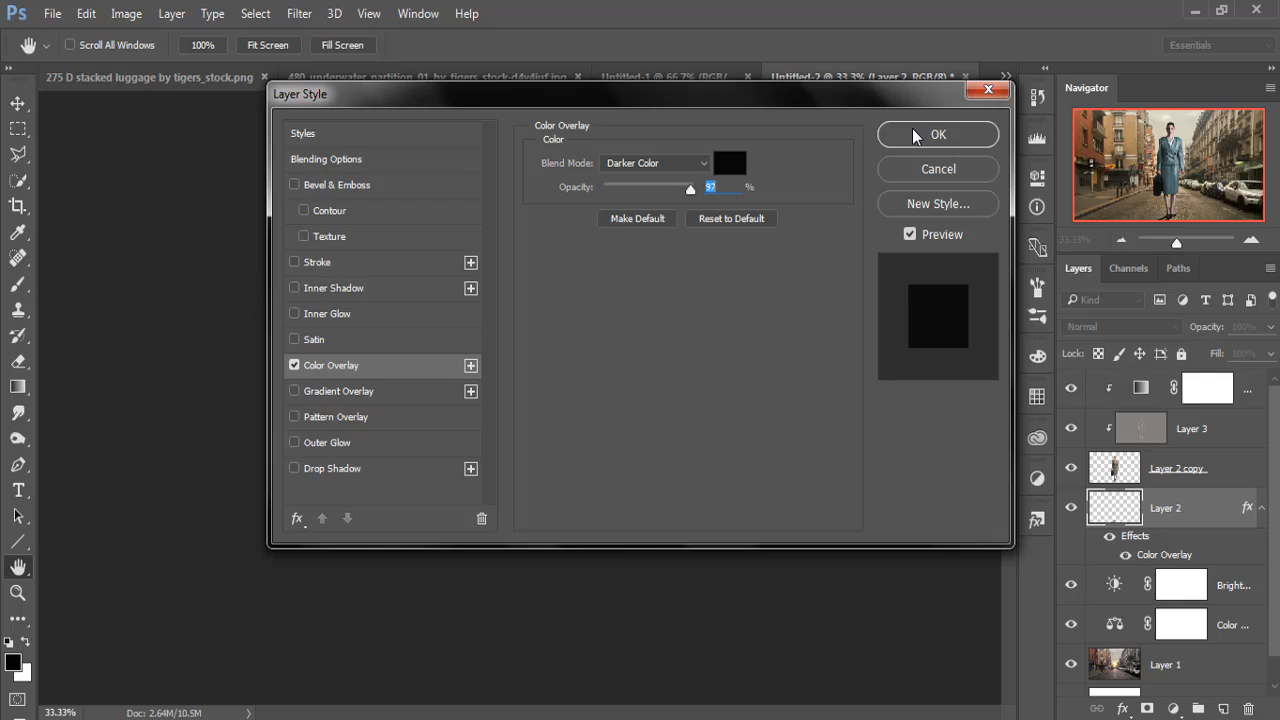 Ps File Edit Image Layer Type Select Filter 3D View Window Help
Scroll All Windows 100% Fit Screen Fill Screen Essentials
275 D stacked luggage by tigers_stock.png × 480_underwater_partition_01_by_tigers_stock-d4y4iuf.jpg × Untitled-1 @ 66.7% (RGB/ × Untitled-2 @ 33.3% (Layer 2, RGB/8) * ×
Layer Style
Styles
Blending Options
Bevel & Emboss
Contour
Texture
Stroke
Inner Shadow
Inner Glow
Satin
Color Overlay
Gradient Overlay
Pattern Overlay
Outer Glow
Drop Shadow
fx
Color Overlay
Color
Blend Mode: Darker Color
Opacity: 97 %
Make Default Reset to Default
OK
Cancel
New Style...
Preview
Navigator
33.33%
Layers Channels Paths
Kind
Normal Opacity: 100%
Lock: Fill: 100%
...
Layer 3
Layer 2 copy
Layer 2 fx
Effects
Color Overlay
Bright...
Color ...
Layer 1
fx
33.33% Doc: 2.64M/10.5M